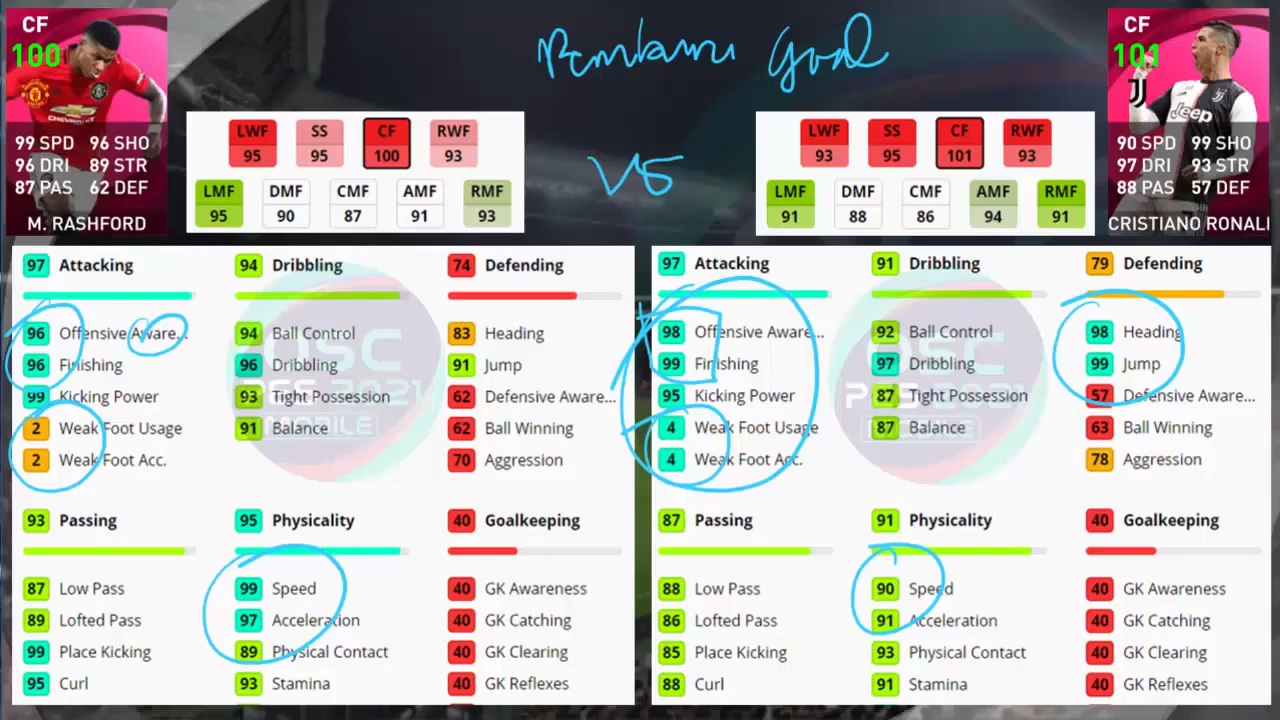 CF
100
CHEVROLET
99 SPD 96 SHO
96 DRI 89 STR
87 PAS 62 DEF
M. RASHFORD
LWF SS CF RWF
95 95 100 93
LMF DMF CMF AMF RMF
95 90 87 91 93
Goal
VS
CF
101
Jeep
90 SPD 99 SHO
97 DRI 93 STR
88 PAS 57 DEF
CRISTIANO RONAL
LWF SS CF RWF
93 95 101 93
LMF DMF CMF AMF RMF
91 88 86 94 91
97 Attacking 94 Dribbling 74 Defending
96 Offensive Aware... 94 Ball Control 83 Heading
96 Finishing 96 Dribbling 91 Jump
99 Kicking Power 93 Tight Possession 62 Defensive Aware...
2 Weak Foot Usage 91 Balance 62 Ball Winning
2 Weak Foot Acc. 70 Aggression
PES 2021
MOBILE
93 Passing 95 Physicality 40 Goalkeeping
87 Low Pass 99 Speed 40 GK Awareness
89 Lofted Pass 97 Acceleration 40 GK Catching
99 Place Kicking 89 Physical Contact 40 GK Clearing
95 Curl 93 Stamina 40 GK Reflexes
97 Attacking 91 Dribbling 79 Defending
98 Offensive Aware... 92 Ball Control 98 Heading
99 Finishing 97 Dribbling 99 Jump
95 Kicking Power 87 Tight Possession 57 Defensive Aware...
4 Weak Foot Usage 87 Balance 63 Ball Winning
4 Weak Foot Acc. 78 Aggression
PES 2021
MOBILE
87 Passing 91 Physicality 40 Goalkeeping
88 Low Pass 90 Speed 40 GK Awareness
86 Lofted Pass 91 Acceleration 40 GK Catching
85 Place Kicking 93 Physical Contact 40 GK Clearing
88 Curl 91 Stamina 40 GK Reflexes